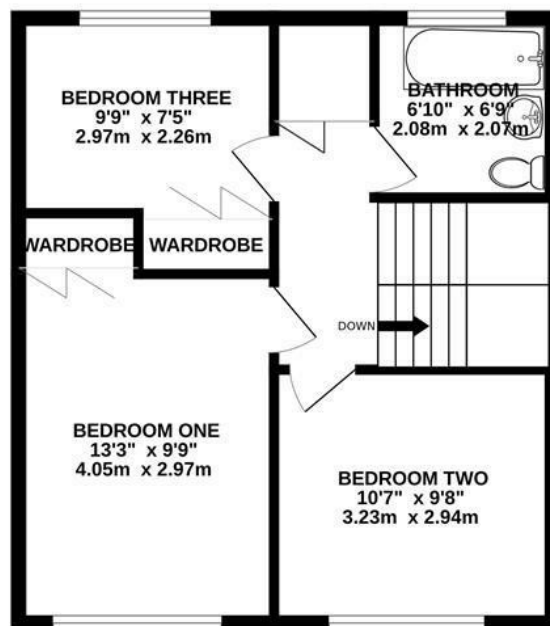 BEDROOM THREE
9'9" x 7'5"
2.97m x 2.26m
BATHROOM
6'10" x 6'9"
2.08m x 2.07m
WARDROBE
WARDROBE
DOWN
BEDROOM ONE
13'3" x 9'9"
4.05m x 2.97m
BEDROOM TWO
10'7" x 9'8"
3.23m x 2.94m